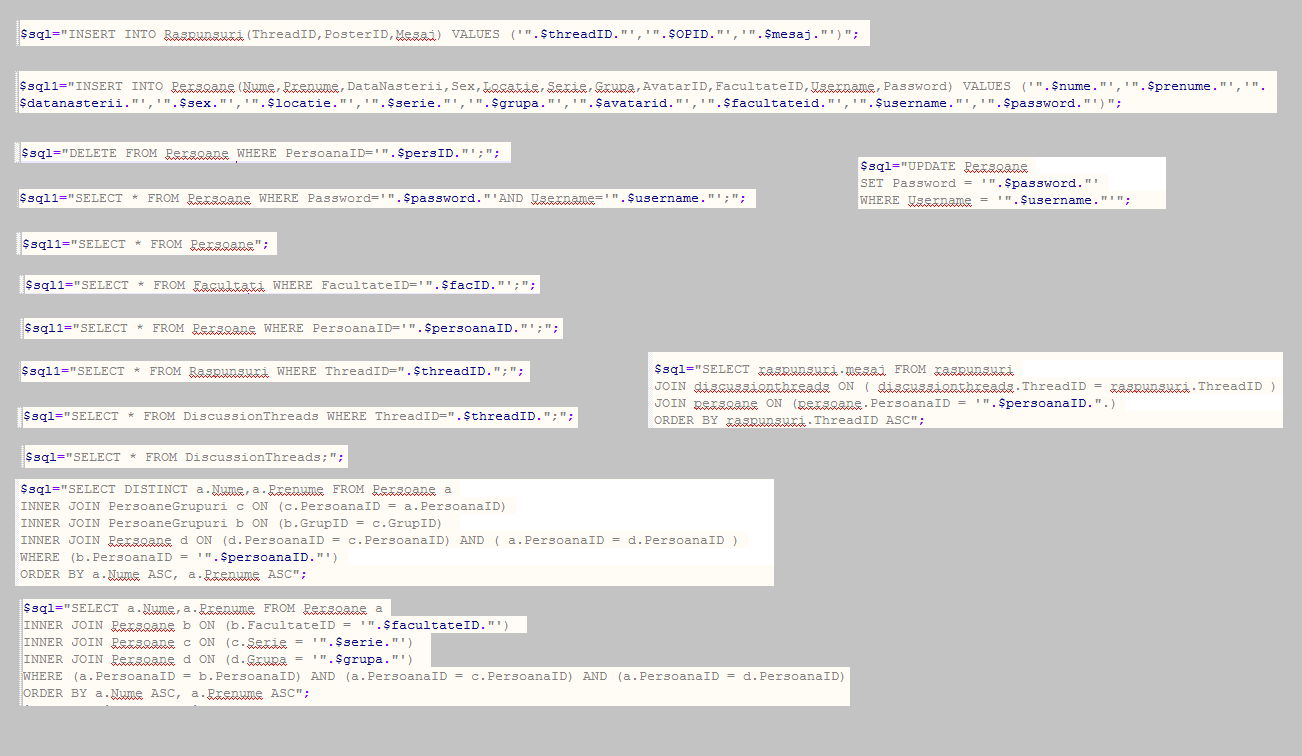 $sql="INSERT INTO Raspunsuri(ThreadID,PosterID,Mesaj) VALUES ('".$threadID."','".$OPID."','".$mesaj."')";
$sql1="INSERT INTO Persoane(Nume,Prenume,DataNasterii,Sex,Locatie,Serie,Grupa,AvatarID,FacultateID,Username,Password) VALUES ('".$nume."','".$prenume."','".
$datanasterii."','".$sex."','".$locatie."','".$serie."','".$grupa."','".$avatarid."','".$facultateid."','".$username."','".$password."')";
$sql="DELETE FROM Persoane WHERE PersoanaID='".$persID."';";
$sql="UPDATE Persoane
SET Password = '".$password."'
WHERE Username = '".$username."'";
$sql1="SELECT * FROM Persoane WHERE Password='".$password."'AND Username='".$username."';";
$sql1="SELECT * FROM Persoane";
$sql1="SELECT * FROM Facultati WHERE FacultateID='".$facID."';";
$sql1="SELECT * FROM Persoane WHERE PersoanaID='".$persoanaID."';";
$sql1="SELECT * FROM Raspunsuri WHERE ThreadID=".$threadID.";";
$sql="SELECT raspunsuri.mesaj FROM raspunsuri
JOIN discussionthreads ON ( discussionthreads.ThreadID = raspunsuri.ThreadID )
JOIN persoane ON (persoane.PersoanaID = '".$persoanaID.".)
ORDER BY raspunsuri.ThreadID ASC";
$sql="SELECT * FROM DiscussionThreads WHERE ThreadID=".$threadID.";";
$sql="SELECT * FROM DiscussionThreads;";
$sql="SELECT DISTINCT a.Nume,a.Prenume FROM Persoane a
INNER JOIN PersoaneGrupuri c ON (c.PersoanaID = a.PersoanaID)
INNER JOIN PersoaneGrupuri b ON (b.GrupID = c.GrupID)
INNER JOIN Persoane d ON (d.PersoanaID = c.PersoanaID) AND ( a.PersoanaID = d.PersoanaID )
WHERE (b.PersoanaID = '".$persoanaID."')
ORDER BY a.Nume ASC, a.Prenume ASC";
$sql="SELECT a.Nume,a.Prenume FROM Persoane a
INNER JOIN Persoane b ON (b.FacultateID = '".$facultateID."')
INNER JOIN Persoane c ON (c.Serie = '".$serie."')
INNER JOIN Persoane d ON (d.Grupa = '".$grupa."')
WHERE (a.PersoanaID = b.PersoanaID) AND (a.PersoanaID = c.PersoanaID) AND (a.PersoanaID = d.PersoanaID)
ORDER BY a.Nume ASC, a.Prenume ASC";